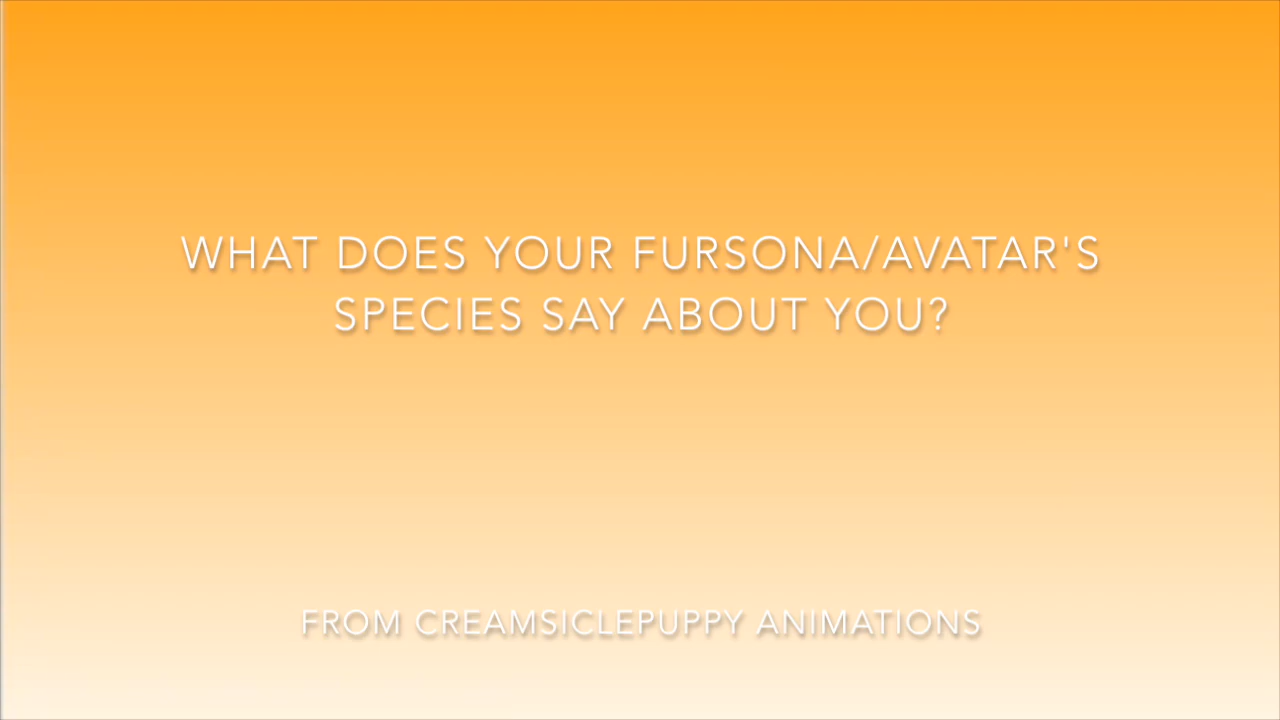 WHAT DOES YOUR FURSONA/AVATAR'S
SPECIES SAY ABOUT YOU?
FROM CREAMSICLEPUPPY ANIMATIONS